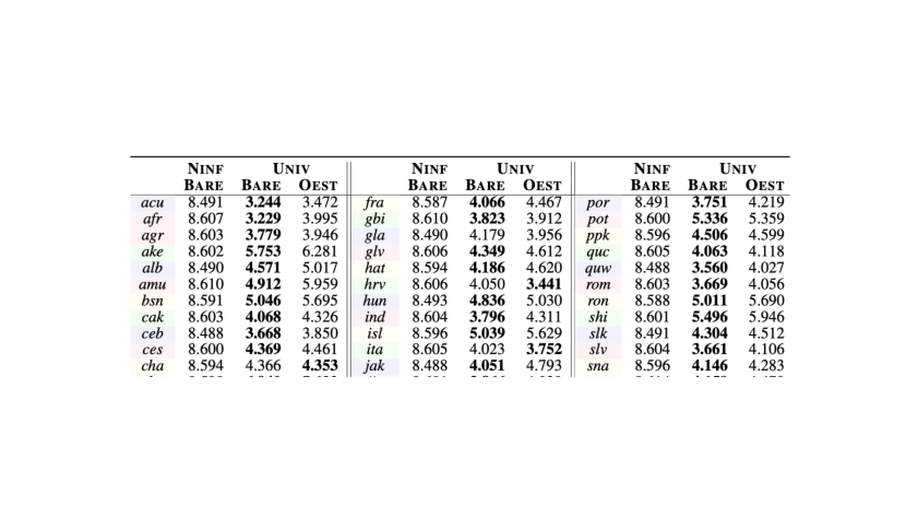 NINF UNIV NINF UNIV NINF UNIV
BARE BARE OEST BARE BARE OEST BARE BARE OEST
acu 8.491 3.244 3.472 fra 8.587 4.066 4.467 por 8.491 3.751 4.219
afr 8.607 3.229 3.995 gbi 8.610 3.823 3.912 pot 8.600 5.336 5.359
agr 8.603 3.779 3.946 gla 8.490 4.179 3.956 ppk 8.596 4.506 4.599
ake 8.602 5.753 6.281 glv 8.606 4.349 4.612 quc 8.605 4.063 4.118
alb 8.490 4.571 5.017 hat 8.594 4.186 4.620 quw 8.488 3.560 4.027
amu 8.610 4.912 5.959 hrv 8.606 4.050 3.441 rom 8.603 3.669 4.056
bsn 8.591 5.046 5.695 hun 8.493 4.836 5.030 ron 8.588 5.011 5.690
cak 8.603 4.068 4.326 ind 8.604 3.796 4.311 shi 8.601 5.496 5.946
ceb 8.488 3.668 3.850 isl 8.596 5.039 5.629 slk 8.491 4.304 4.512
ces 8.600 4.369 4.461 ita 8.605 4.023 3.752 slv 8.604 3.661 4.106
cha 8.594 4.366 4.353 jak 8.488 4.051 4.793 sna 8.596 4.146 4.283